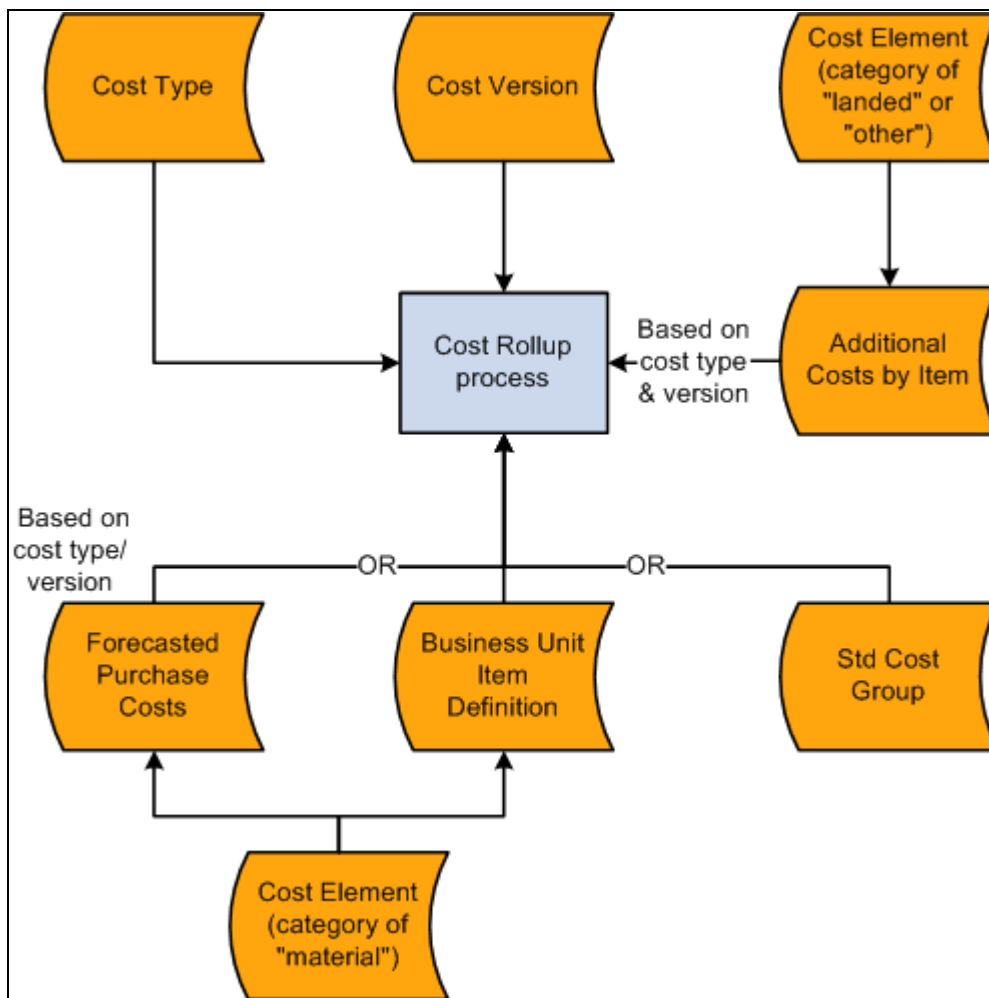 Cost Type
Cost Version
Cost Element
(category of
"landed" or
"other")
Cost Rollup
process
Based on
cost type
& version
Additional
Costs by Item
Based on
cost type/
version
OR
OR
Forecasted
Purchase
Costs
Business Unit
Item
Definition
Std Cost
Group
Cost Element
(category of
"material")